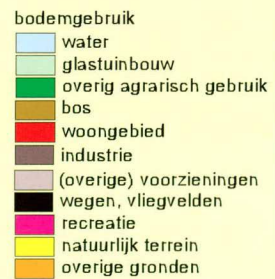 bodemgebruik
water
glastuinbouw
overig agrarisch gebruik
bos
woongebied
industrie
(overige) voorzieningen
wegen, vliegvelden
recreatie
natuurlijk terrein
overige gronden